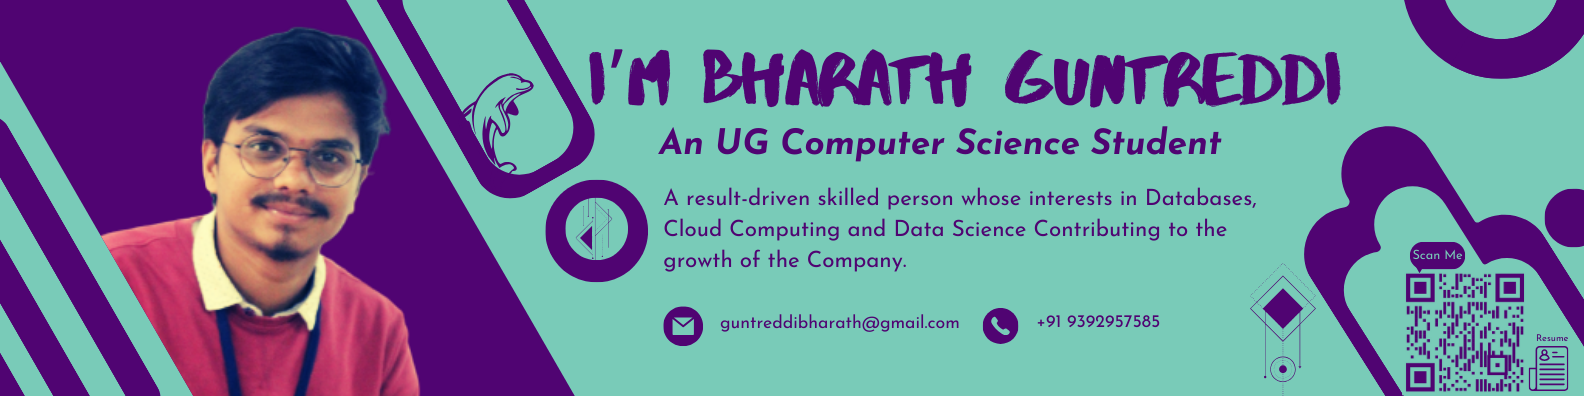 I'M BHARATH GUNTREDDI
An UG Computer Science Student
A result-driven skilled person whose interests in Databases,
Cloud Computing and Data Science Contributing to the
growth of the Company.
guntreddibharath@gmail.com
+91 9392957585
Scan Me
Resume